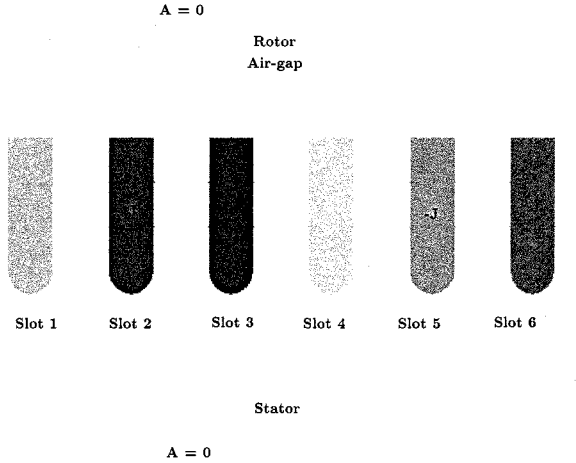 A = 0
Rotor
Air-gap
-J
Slot 1 Slot 2 Slot 3 Slot 4 Slot 5 Slot 6
Stator
A = 0